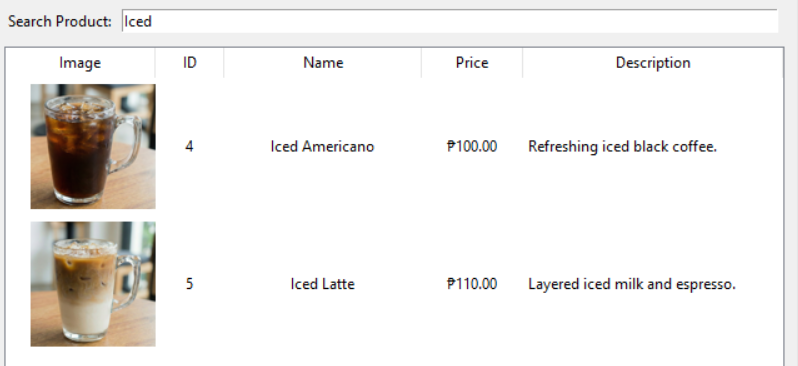 Search Product: Iced
Image ID Name Price Description
4 Iced Americano ₱100.00 Refreshing iced black coffee.
5 Iced Latte ₱110.00 Layered iced milk and espresso.